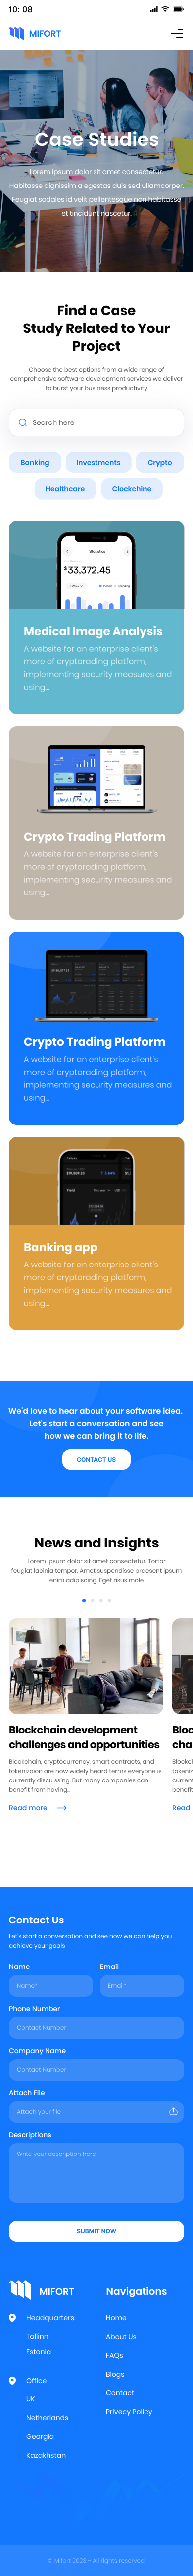 10: 08
MIFORT
Case Studies
Lorem ipsum dolor sit amet consectetur.
Habitasse dignissim a egestas duis sed ullamcorper.
Feugiat sodales id velit pellentesque non habitasse
et tincidunt nascetur.
Find a Case
Study Related to Your
Project
Choose the best options from a wide range of
comprehensive software development services we deliver
to burst your business productivity
Search here
Banking Investments Crypto
Healthcare Clockchine
Statistics
$33,372.45
Medical Image Analysis
A website for an enterprise client's
more of cryptorading platform,
implementing security measures and
using...
Crypto Trading Platform
A website for an enterprise client's
more of cryptorading platform,
implementing security measures and
using...
Crypto Trading Platform
A website for an enterprise client's
more of cryptorading platform,
implementing security measures and
using...
Banking app
A website for an enterprise client's
more of cryptorading platform,
implementing security measures and
using...
We'd love to hear about your software idea.
Let's start a conversation and see
how we can bring it to life.
CONTACT US
News and Insights
Lorem ipsum dolor sit amet consectetur. Tortor
feugiat lacinia tempor. Amet suspendisse praesent ipsum
enim adipiscing. Eget risus mole
Blockchain development
challenges and opportunities
Blockchain, cryptocurrency, smart contracts, and
tokenizaion are now widely heard terms everyone is
currently discu ssing. But many companies can
benefit from having...
Read more
Contact Us
Let's start a conversation and see how we can help you
achieve your goals
Name Email
Name* Email*
Phone Number
Contact Number
Company Name
Contact Number
Attach File
Attach your file
Descriptions
Write your description here
SUBMIT NOW
MIFORT
Headquarters:
Tallinn
Estonia
Office
UK
Netherlands
Georgia
Kazakhstan
Navigations
Home
About Us
FAQs
Blogs
Contact
Privacy Policy
© Mifort 2023 - All rights reserved.